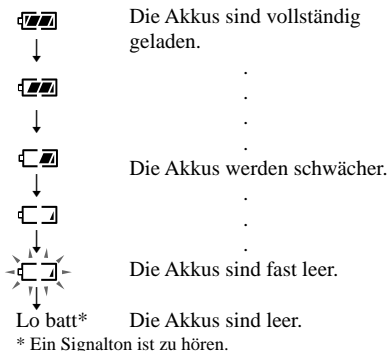 Die Akkus sind vollständig
geladen.
.
.
.
.
Die Akkus werden schwächer.
.
.
.
Die Akkus sind fast leer.
Lo batt* Die Akkus sind leer.
* Ein Signalton ist zu hören.